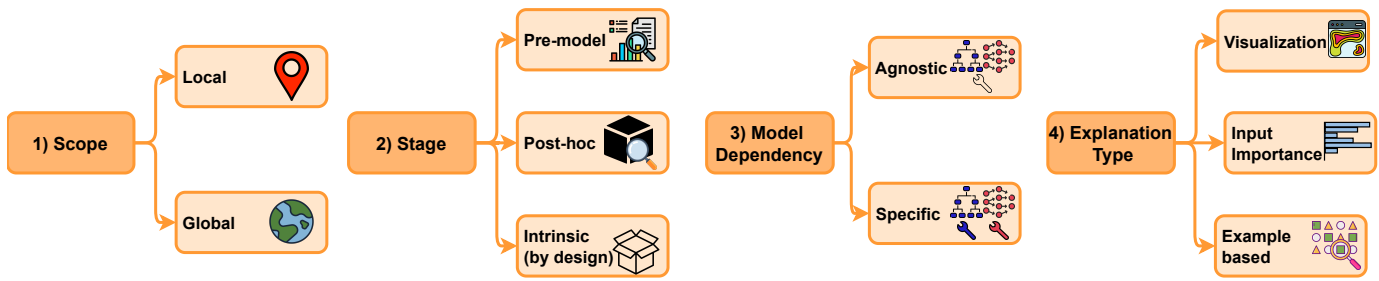 1) Scope
Local
Global
2) Stage
Pre-model
Post-hoc
Intrinsic
(by design)
3) Model
Dependency
Agnostic
Specific
4) Explanation
Type
Visualization
Input
Importance
Example
based